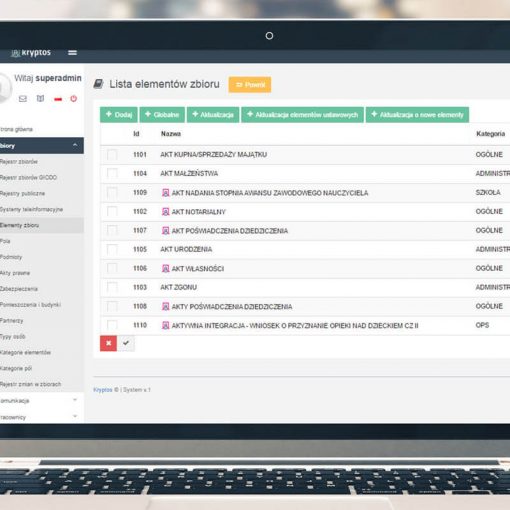 kryptos
Witaj superadmin
Lista elementów zbioru
Powrót
Dodaj
Globalne
Aktualizacja
Aktualizacja elementów ustawowych
Aktualizacja o nowe elementy
Strona główna
Zbiory
Rejestr zbiorów
Rejestr zbiorów GIODO
Rejestry publiczne
Systemy teleinformacyjne
Elementy zbioru
Pola
Podmioty
Akty prawne
Zabezpieczenia
Pomieszczenia i budynki
Partnerzy
Typy osób
Kategorie elementów
Kategorie pól
Rejestr zmian w zbiorach
omunikacja
racownicy
Id Nazwa Kategoria
1101 AKT KUPNA/SPRZEDAŻY MAJĄTKU OGÓLNE
1104 AKT MAŁŻEŃSTWA ADMINISTR
1109 AKT NADANIA STOPNIA AWANSU ZAWODOWEGO NAUCZYCIELA SZKOŁA
1102 AKT NOTARIALNY OGÓLNE
1107 AKT POŚWIADCZENIA DZIEDZICZENIA OGÓLNE
1105 AKT URODZENIA ADMINISTR
1106 AKT WŁASNOŚCI OGÓLNE
1103 AKT ZGONU ADMINISTR
1108 AKTY POŚWIADCZENIA DZIEDZICZENIA OGÓLNE
1110 AKTYWNA INTEGRACJA - WNIOSEK O PRZYZNANIE OPIEKI NAD DZIECKIEM CZ II OPS
Kryptos © | System v.1